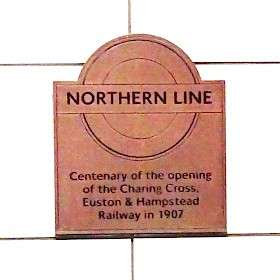 NORTHERN LINE
Centenary of the opening
of the Charing Cross,
Euston & Hampstead
Railway in 1907